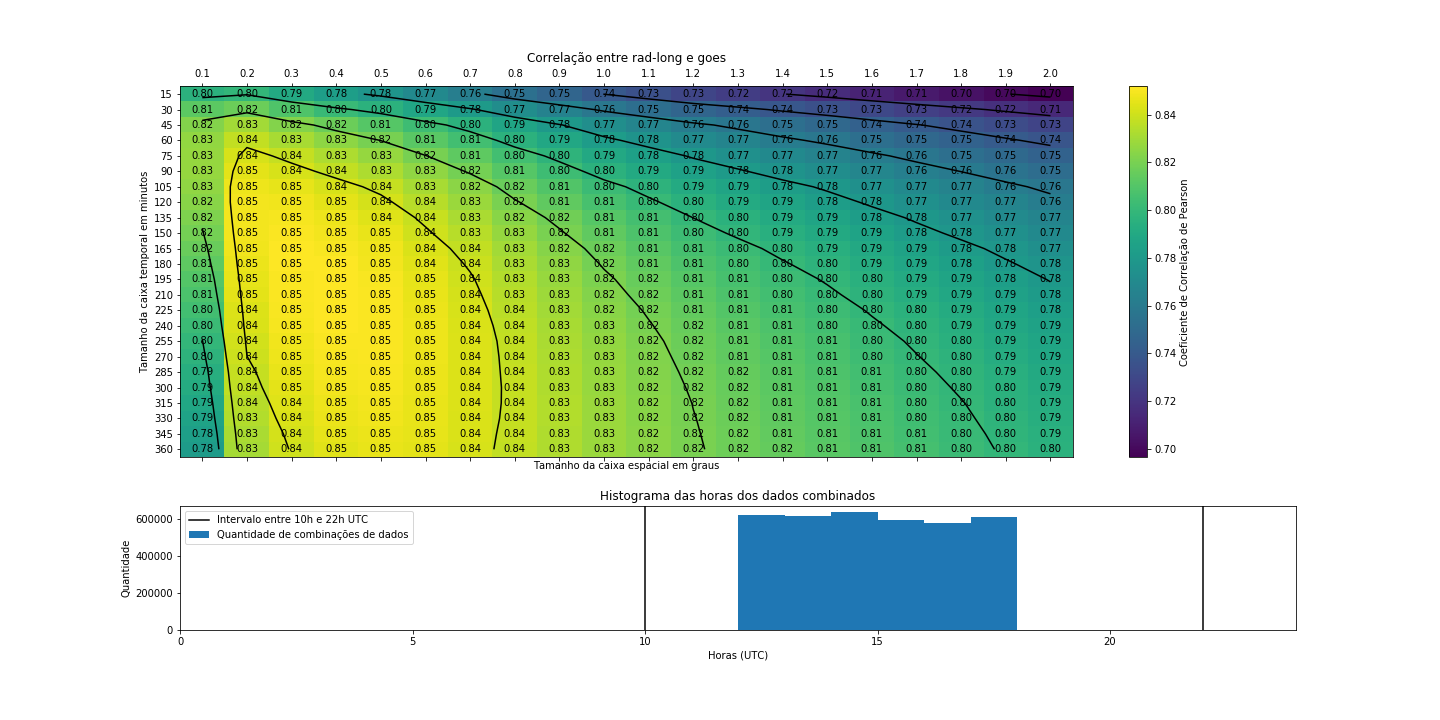 Correlação entre rad-long e goes
0.1 0.2 0.3 0.4 0.5 0.6 0.7 0.8 0.9 1.0 1.1 1.2 1.3 1.4 1.5 1.6 1.7 1.8 1.9 2.0
15 0.80 0.80 0.79 0.78 0.78 0.77 0.76 0.75 0.75 0.74 0.73 0.73 0.72 0.72 0.72 0.71 0.71 0.70 0.70 0.70
30 0.81 0.82 0.81 0.80 0.80 0.79 0.78 0.77 0.77 0.76 0.75 0.75 0.74 0.74 0.73 0.73 0.73 0.72 0.72 0.71
45 0.82 0.83 0.82 0.82 0.81 0.80 0.80 0.79 0.78 0.77 0.77 0.76 0.76 0.75 0.75 0.74 0.74 0.74 0.73 0.73
60 0.83 0.84 0.83 0.83 0.82 0.81 0.81 0.80 0.79 0.78 0.78 0.77 0.77 0.76 0.76 0.75 0.75 0.75 0.74 0.74
75 0.83 0.84 0.84 0.83 0.83 0.82 0.81 0.80 0.80 0.79 0.78 0.78 0.77 0.77 0.77 0.76 0.76 0.75 0.75 0.75
90 0.83 0.85 0.84 0.84 0.83 0.83 0.82 0.81 0.80 0.80 0.79 0.79 0.78 0.78 0.77 0.77 0.76 0.76 0.76 0.75
105 0.83 0.85 0.85 0.84 0.84 0.83 0.82 0.82 0.81 0.80 0.80 0.79 0.79 0.78 0.78 0.77 0.77 0.77 0.76 0.76
120 0.82 0.85 0.85 0.85 0.84 0.84 0.83 0.82 0.81 0.81 0.80 0.80 0.79 0.79 0.78 0.78 0.77 0.77 0.77 0.76
135 0.82 0.85 0.85 0.85 0.84 0.84 0.83 0.82 0.82 0.81 0.81 0.80 0.80 0.79 0.79 0.78 0.78 0.77 0.77 0.77
150 0.82 0.85 0.85 0.85 0.85 0.84 0.83 0.83 0.82 0.81 0.81 0.80 0.80 0.79 0.79 0.79 0.78 0.78 0.77 0.77
165 0.82 0.85 0.85 0.85 0.85 0.84 0.84 0.83 0.82 0.82 0.81 0.81 0.80 0.80 0.79 0.79 0.79 0.78 0.78 0.77
180 0.81 0.85 0.85 0.85 0.85 0.84 0.84 0.83 0.83 0.82 0.81 0.81 0.80 0.80 0.80 0.79 0.79 0.78 0.78 0.78
195 0.81 0.85 0.85 0.85 0.85 0.85 0.84 0.83 0.83 0.82 0.82 0.81 0.81 0.80 0.80 0.80 0.79 0.79 0.78 0.78
210 0.81 0.85 0.85 0.85 0.85 0.85 0.84 0.83 0.83 0.82 0.82 0.81 0.81 0.80 0.80 0.80 0.79 0.79 0.79 0.78
225 0.80 0.84 0.85 0.85 0.85 0.85 0.84 0.84 0.83 0.82 0.82 0.81 0.81 0.81 0.80 0.80 0.80 0.79 0.79 0.78
240 0.80 0.84 0.85 0.85 0.85 0.85 0.84 0.84 0.83 0.83 0.82 0.82 0.81 0.81 0.80 0.80 0.80 0.79 0.79 0.79
255 0.80 0.84 0.85 0.85 0.85 0.85 0.84 0.84 0.83 0.83 0.82 0.82 0.81 0.81 0.81 0.80 0.80 0.80 0.79 0.79
270 0.80 0.84 0.85 0.85 0.85 0.85 0.84 0.84 0.83 0.83 0.82 0.82 0.81 0.81 0.81 0.80 0.80 0.80 0.79 0.79
285 0.79 0.84 0.85 0.85 0.85 0.85 0.84 0.84 0.83 0.83 0.82 0.82 0.81 0.81 0.81 0.80 0.80 0.80 0.79 0.79
300 0.79 0.84 0.85 0.85 0.85 0.85 0.84 0.84 0.83 0.83 0.82 0.82 0.82 0.81 0.81 0.81 0.80 0.80 0.80 0.79
315 0.79 0.84 0.84 0.85 0.85 0.85 0.84 0.84 0.83 0.83 0.82 0.82 0.82 0.81 0.81 0.81 0.80 0.80 0.80 0.79
330 0.79 0.83 0.84 0.85 0.85 0.85 0.84 0.84 0.83 0.83 0.82 0.82 0.82 0.81 0.81 0.81 0.80 0.80 0.80 0.79
345 0.78 0.83 0.84 0.85 0.85 0.85 0.84 0.84 0.83 0.83 0.82 0.82 0.82 0.81 0.81 0.81 0.81 0.80 0.80 0.79
360 0.78 0.83 0.84 0.85 0.85 0.85 0.84 0.84 0.83 0.83 0.82 0.82 0.82 0.82 0.81 0.81 0.81 0.80 0.80 0.80
Tamanho da caixa temporal em minutos
Tamanho da caixa espacial em graus
0.84
0.82
0.80
0.78
0.76
0.74
0.72
0.70
Coeficiente de Correlação de Pearson
Histograma das horas dos dados combinados
Intervalo entre 10h e 22h UTC
Quantidade de combinações de dados
600000
400000
200000
0
Quantidade
0 5 10 15 20
Horas (UTC)